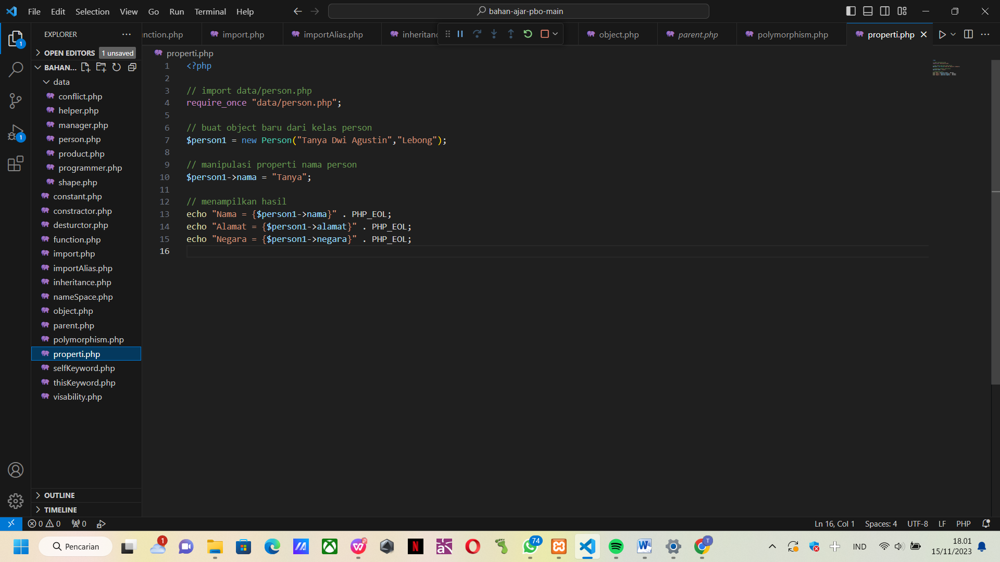 File Edit Selection View Go Run Terminal Help
bahan-ajar-pbo-main
EXPLORER
nction.php import.php importAlias.php inheritanc object.php parent.php polymorphism.php properti.php
OPEN EDITORS 1 unsaved
BAHAN...
data
conflict.php
helper.php
manager.php
person.php
product.php
programmer.php
shape.php
constant.php
constractor.php
desturctor.php
function.php
import.php
importAlias.php
inheritance.php
nameSpace.php
object.php
parent.php
polymorphism.php
properti.php
selfKeyword.php
thisKeyword.php
visability.php
OUTLINE
TIMELINE
1
1
properti.php
1 <?php
2
3 // import data/person.php
4 require_once "data/person.php";
5
6 // buat object baru dari kelas person
7 $person1 = new Person("Tanya Dwi Agustin","Lebong");
8
9 // manipulasi properti nama person
10 $person1->nama = "Tanya";
11
12 // menampilkan hasil
13 echo "Nama = {$person1->nama}" . PHP_EOL;
14 echo "Alamat = {$person1->alamat}" . PHP_EOL;
15 echo "Negara = {$person1->negara}" . PHP_EOL;
16
0 0 0 Ln 16, Col 1 Spaces: 4 UTF-8 LF PHP
Pencarian 1 74 T IND 18.01
15/11/2023